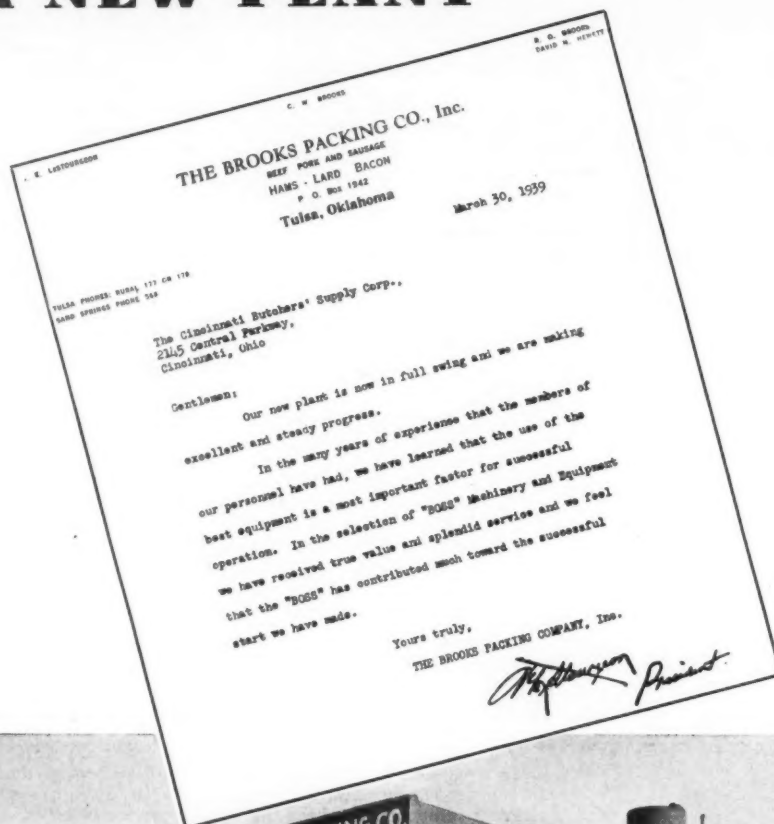 NEW PLANT
R. G. BROOKS
DAVID M. HEWETT
C. W. BROOKS
THE BROOKS PACKING CO., Inc.
BEEF PORK AND SAUSAGE
HAMS - LARD BACON
P. O. Box 1942
Tulsa, Oklahoma
March 30, 1939
TULSA PHONES: RURAL 177 OR 178
SAND SPRINGS PHONE 368
The Cincinnati Butchers' Supply Corp.,
2145 Central Parkway,
Cincinnati, Ohio
Gentlemen:
Our new plant is now in full swing and we are making
excellent and steady progress.
In the many years of experience that the members of
our personnel have had, we have learned that the use of the
best equipment is a most important factor for successful
operation. In the selection of "BOSS" Machinery and Equipment
we have received true value and splendid service and we feel
that the "BOSS" has contributed much toward the successful
start we have made.
Yours truly,
THE BROOKS PACKING COMPANY, Inc.
President
ING CO.